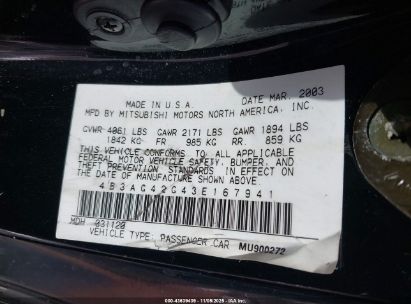 MADE IN U.S.A. DATE MAR. 2003
MFD BY MITSUBISHI MOTORS NORTH AMERICA, INC.
GVWR 4061 LBS GAWR 2171 LBS GAWR 1894 LBS
1842 KG FR 985 KG RR. 859 KG
THIS VEHICLE CONFORMS TO ALL APPLICABLE
FEDERAL MOTOR VEHICLE SAFETY, BUMPER, AND
THEFT PREVENTION STANDARDS IN EFFECT ON
THE DATE OF MANUFACTURE SHOWN ABOVE.
4B3AG42G43E167941
MDH 031120
VEHICLE TYPE: PASSENGER CAR MU900272